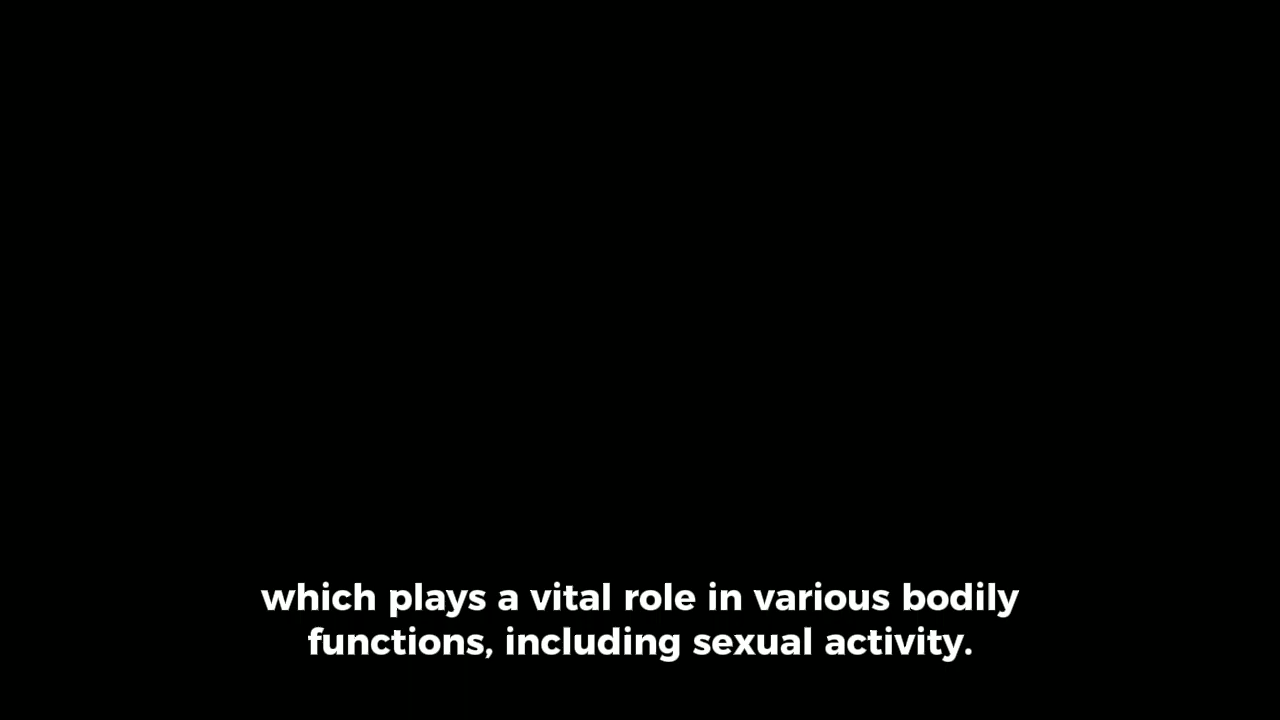 which plays a vital role in various bodily
functions, including sexual activity.